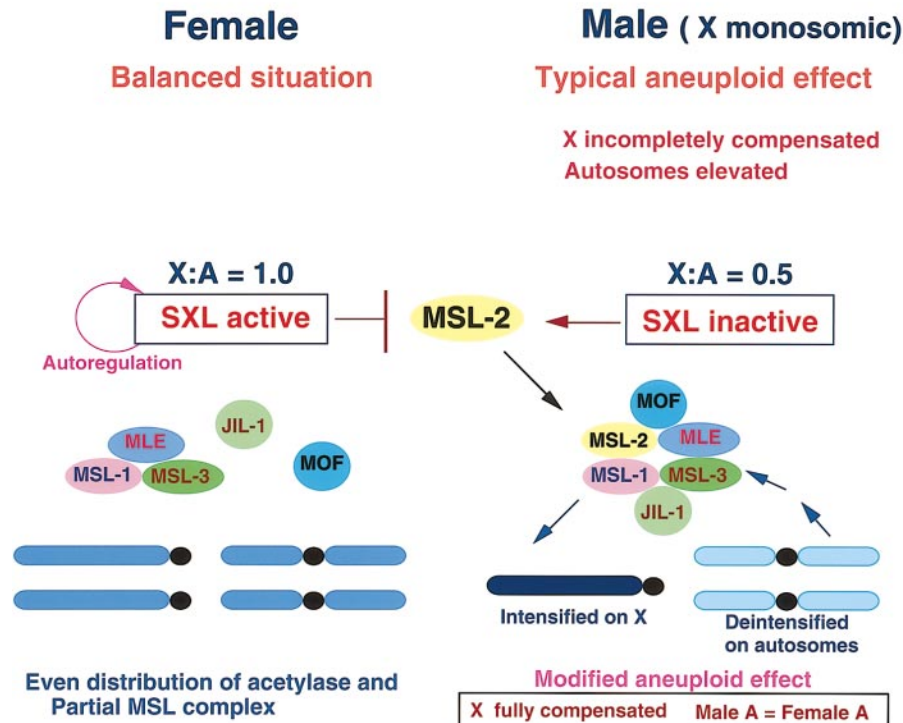 Female
Balanced situation
Male ( X monosomic)
Typical aneuploid effect
X incompletely compensated
Autosomes elevated
X:A = 1.0
SXL active
Autoregulation
MSL-2
X:A = 0.5
SXL inactive
JIL-1
MLE
MSL-1
MSL-3
MOF
MOF
MSL-2
MLE
MSL-1
MSL-3
JIL-1
Intensified on X
Deintensified
on autosomes
Even distribution of acetylase and
Partial MSL complex
Modified aneuploid effect
X fully compensated
Male A = Female A